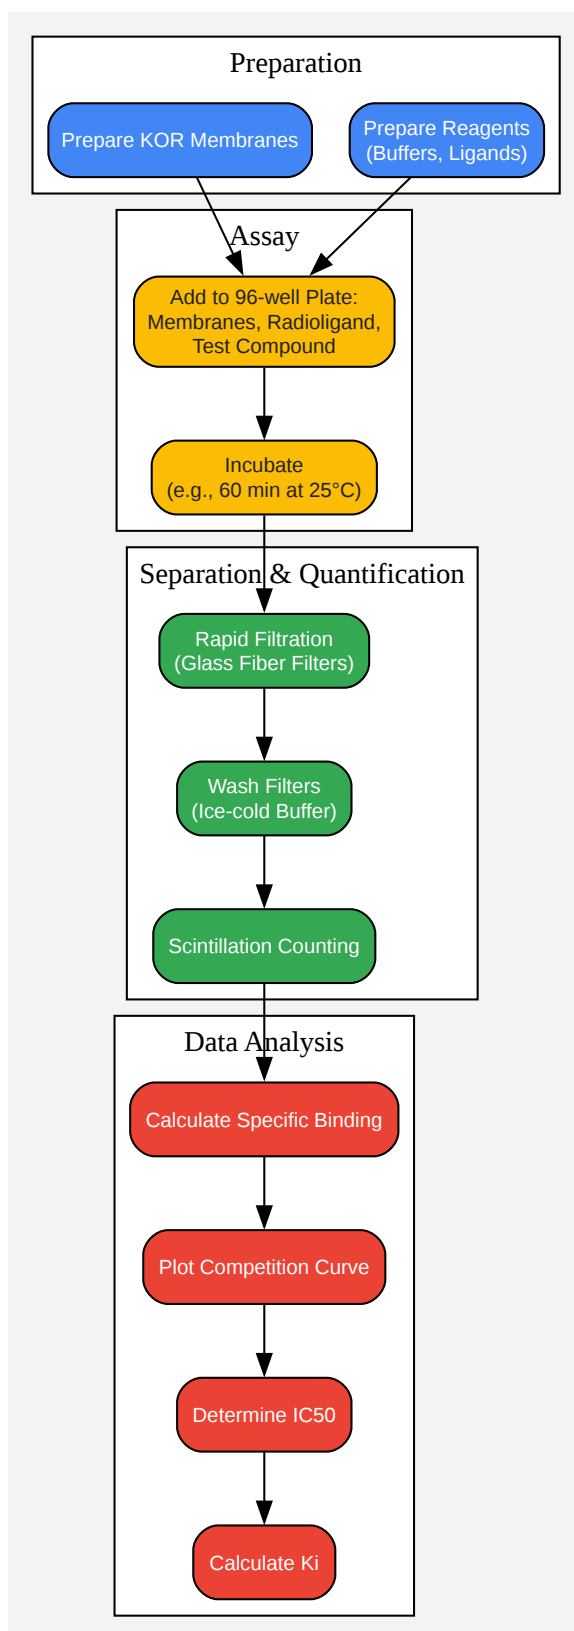 Preparation
Prepare KOR Membranes
Prepare Reagents
(Buffers, Ligands)
Assay
Add to 96-well Plate:
Membranes, Radioligand,
Test Compound
Incubate
(e.g., 60 min at 25°C)
Separation & Quantification
Rapid Filtration
(Glass Fiber Filters)
Wash Filters
(Ice-cold Buffer)
Scintillation Counting
Data Analysis
Calculate Specific Binding
Plot Competition Curve
Determine IC50
Calculate Ki